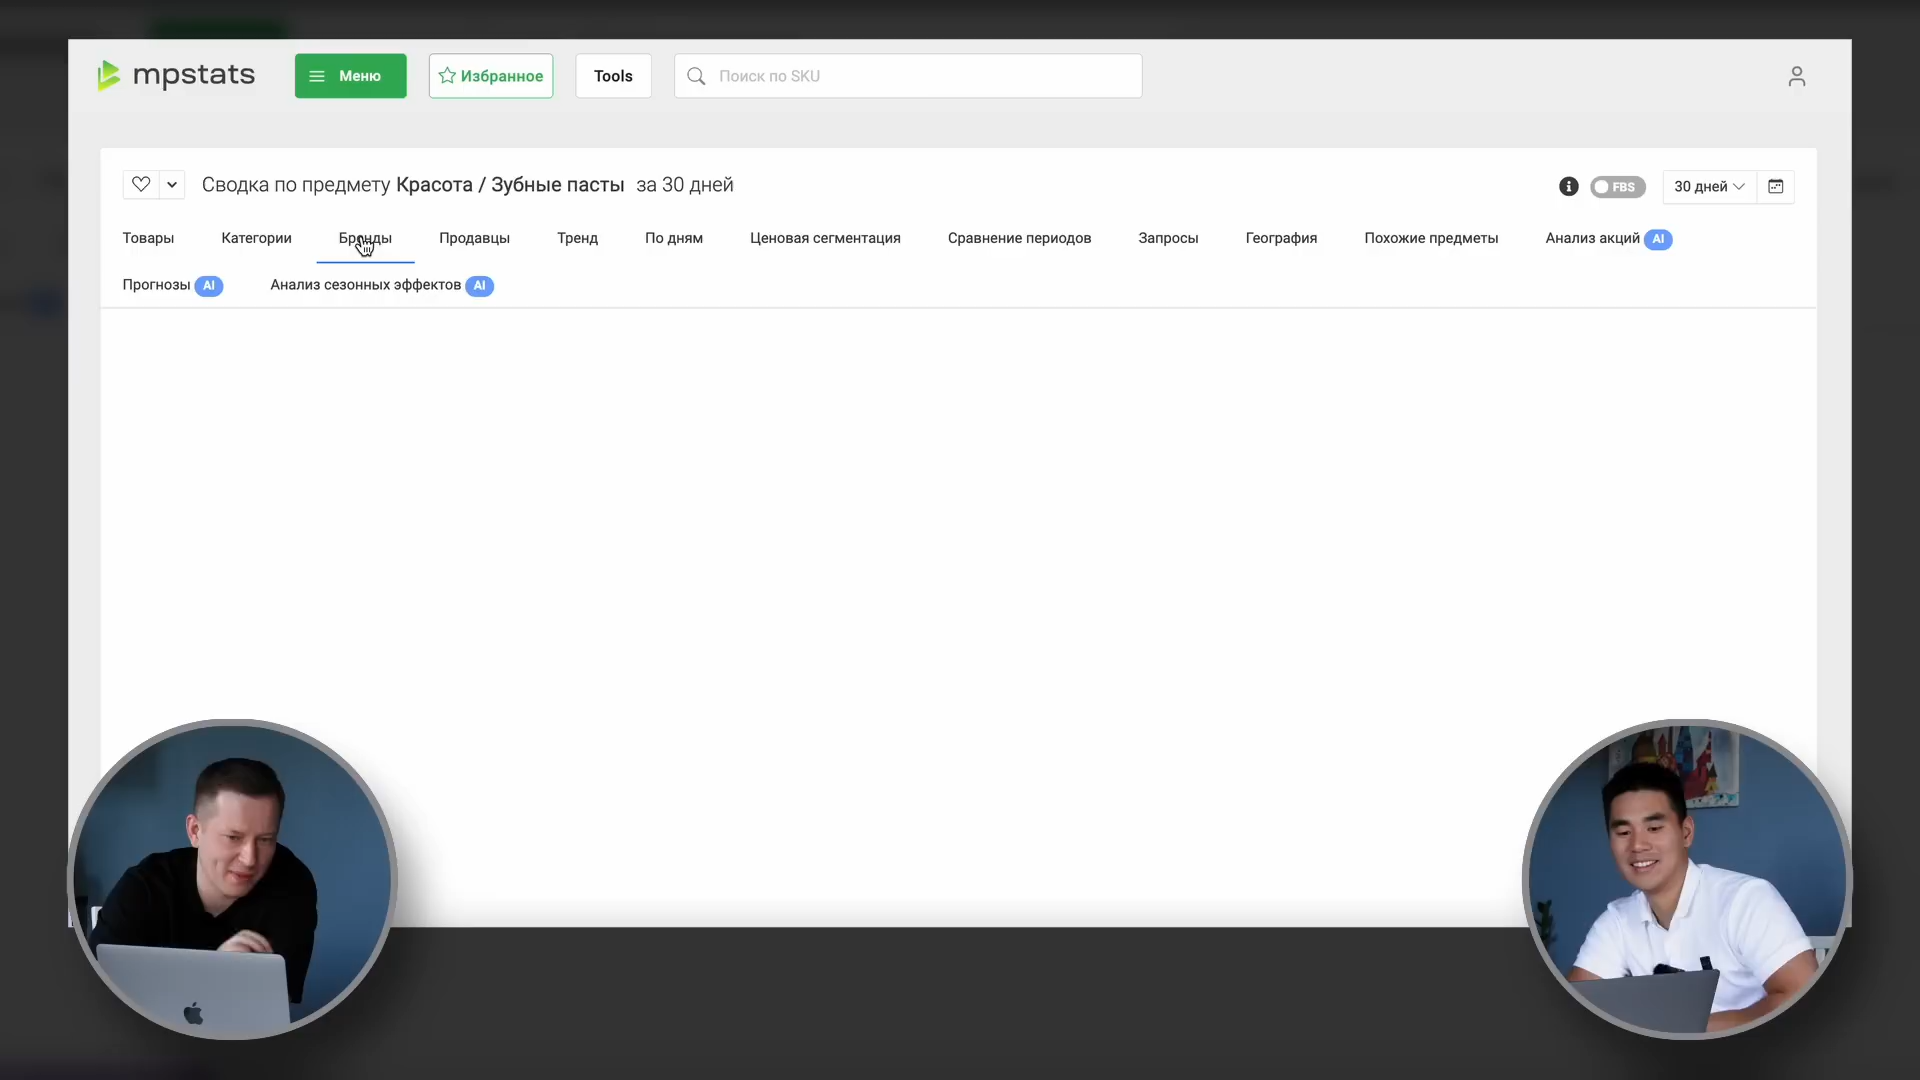 mpstats
Меню
Избранное
Tools
Поиск по SKU
Сводка по предмету Красота / Зубные пасты за 30 дней
FBS
30 дней
Товары
Категории
Бренды
Продавцы
Тренд
По дням
Ценовая сегментация
Сравнение периодов
Запросы
География
Похожие предметы
Анализ акций AI
Прогнозы AI
Анализ сезонных эффектов AI